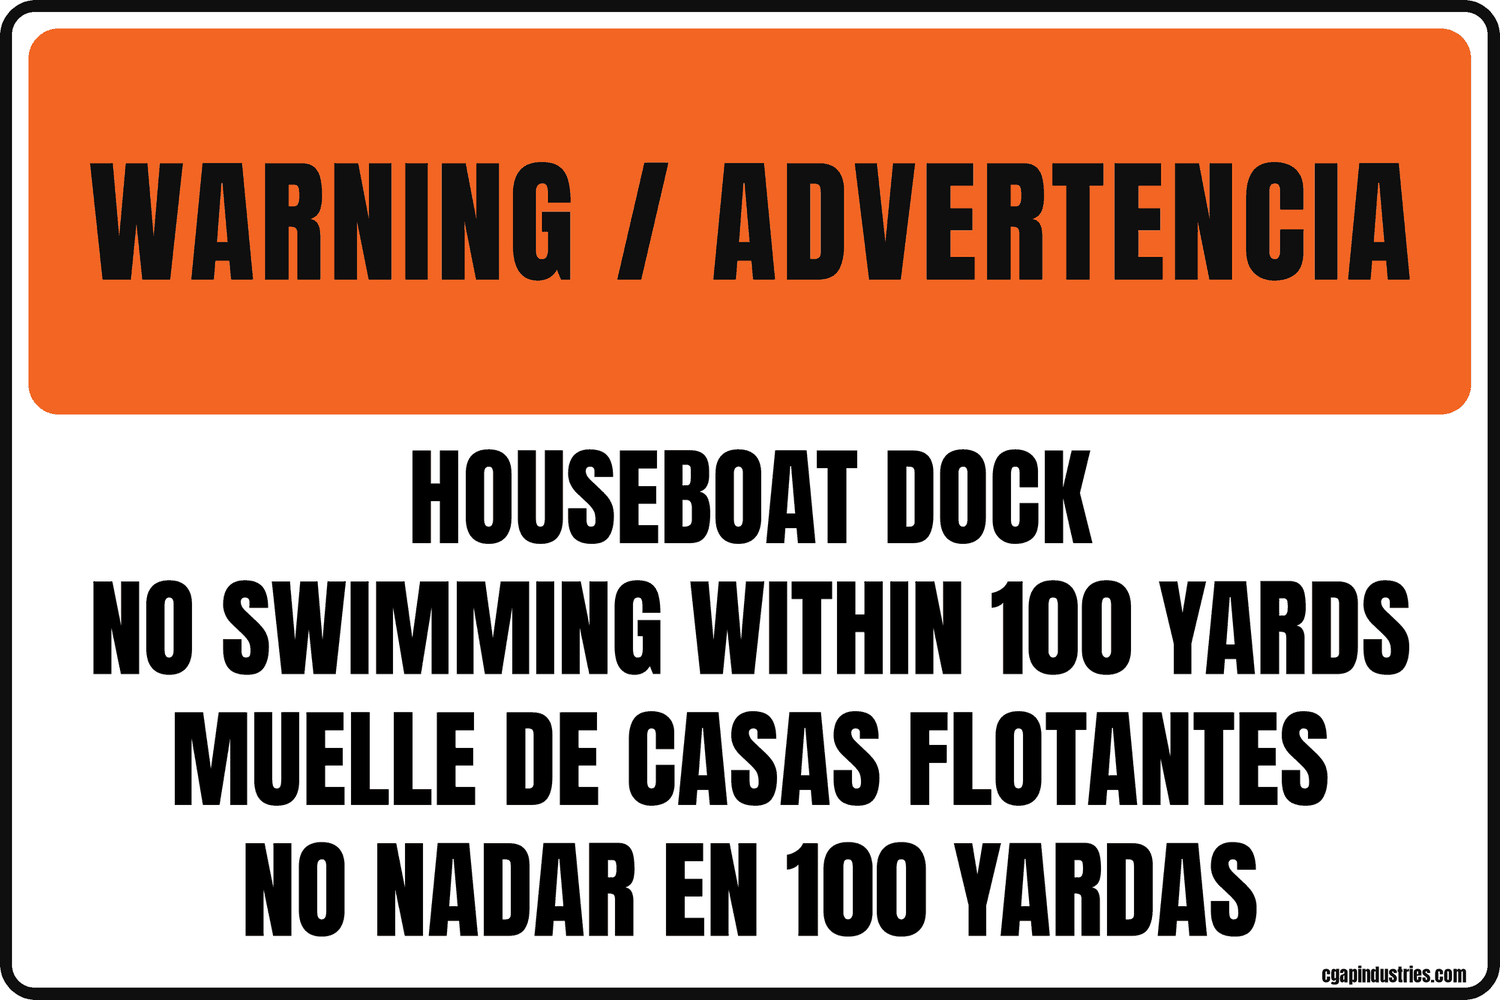 WARNING / ADVERTENCIA
HOUSEBOAT DOCK
NO SWIMMING WITHIN 100 YARDS
MUELLE DE CASAS FLOTANTES
NO NADAR EN 100 YARDAS
cgapindustries.com